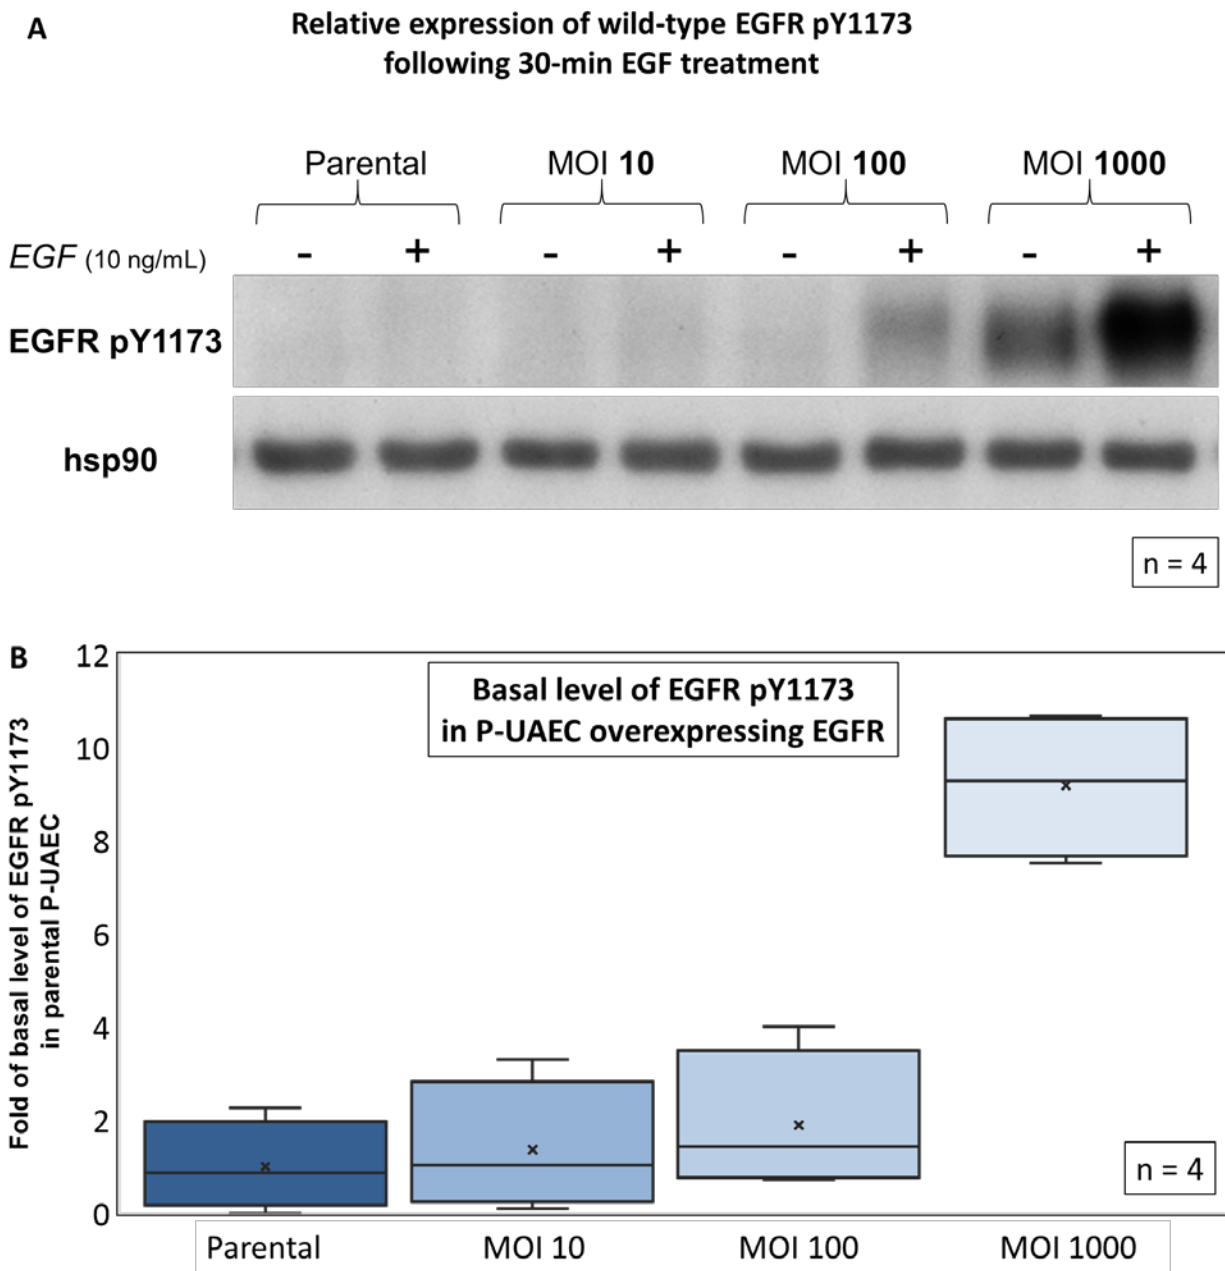 A
Relative expression of wild-type EGFR pY1173
following 30-min EGF treatment
Parental MOI 10 MOI 100 MOI 1000
EGF (10 ng/mL) - + - + - + - +
EGFR pY1173
hsp90
n = 4
B
Basal level of EGFR pY1173
in P-UAEC overexpressing EGFR
Fold of basal level of EGFR pY1173
in parental P-UAEC
12
10
8
6
4
2
0
n = 4
Parental MOI 10 MOI 100 MOI 1000